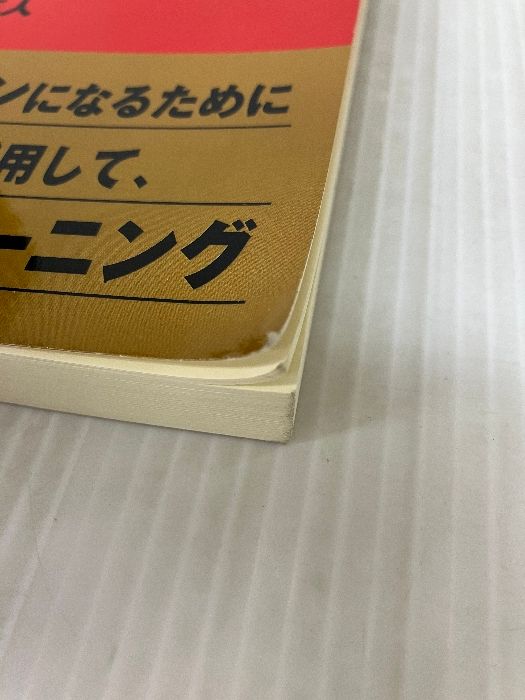 ンになるために
用して、
ーニング